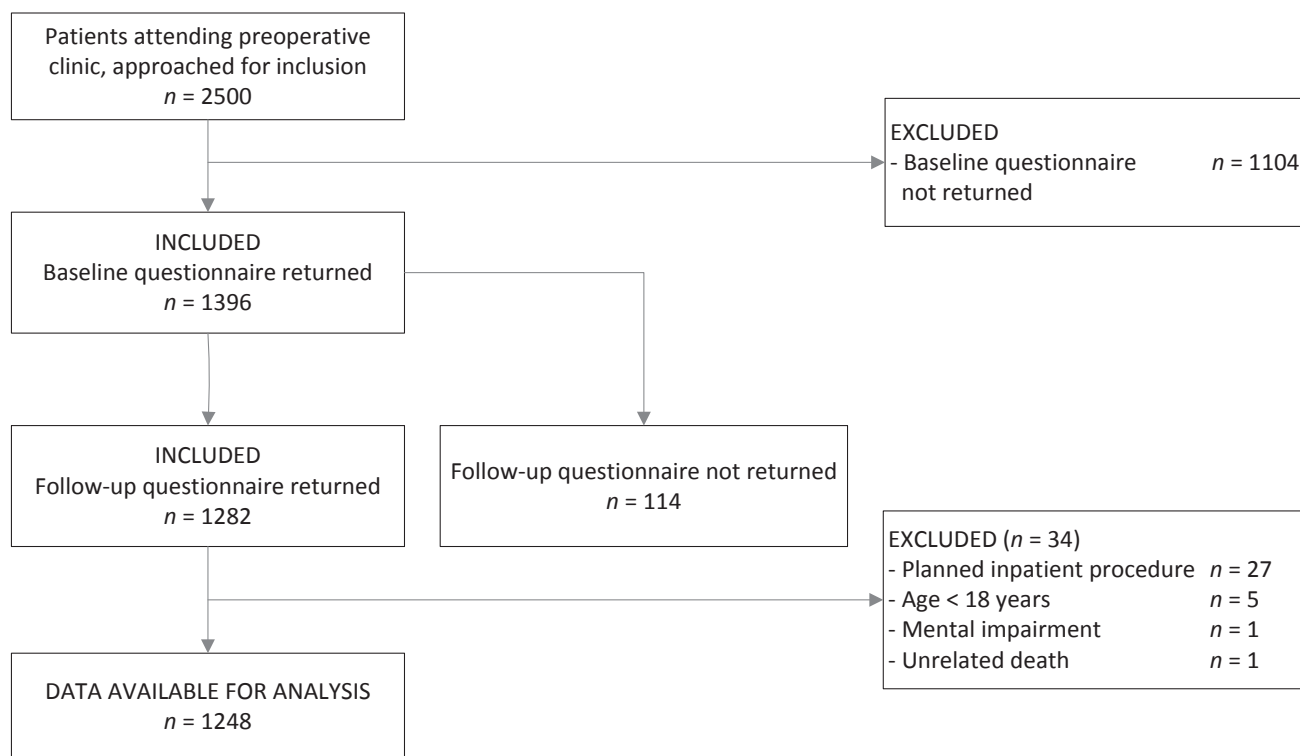 Patients attending preoperative
clinic, approached for inclusion
n = 2500
EXCLUDED
- Baseline questionnaire n = 1104
not returned
INCLUDED
Baseline questionnaire returned
n = 1396
INCLUDED
Follow-up questionnaire returned
n = 1282
Follow-up questionnaire not returned
n = 114
EXCLUDED (n = 34)
- Planned inpatient procedure n = 27
- Age < 18 years n = 5
- Mental impairment n = 1
- Unrelated death n = 1
DATA AVAILABLE FOR ANALYSIS
n = 1248